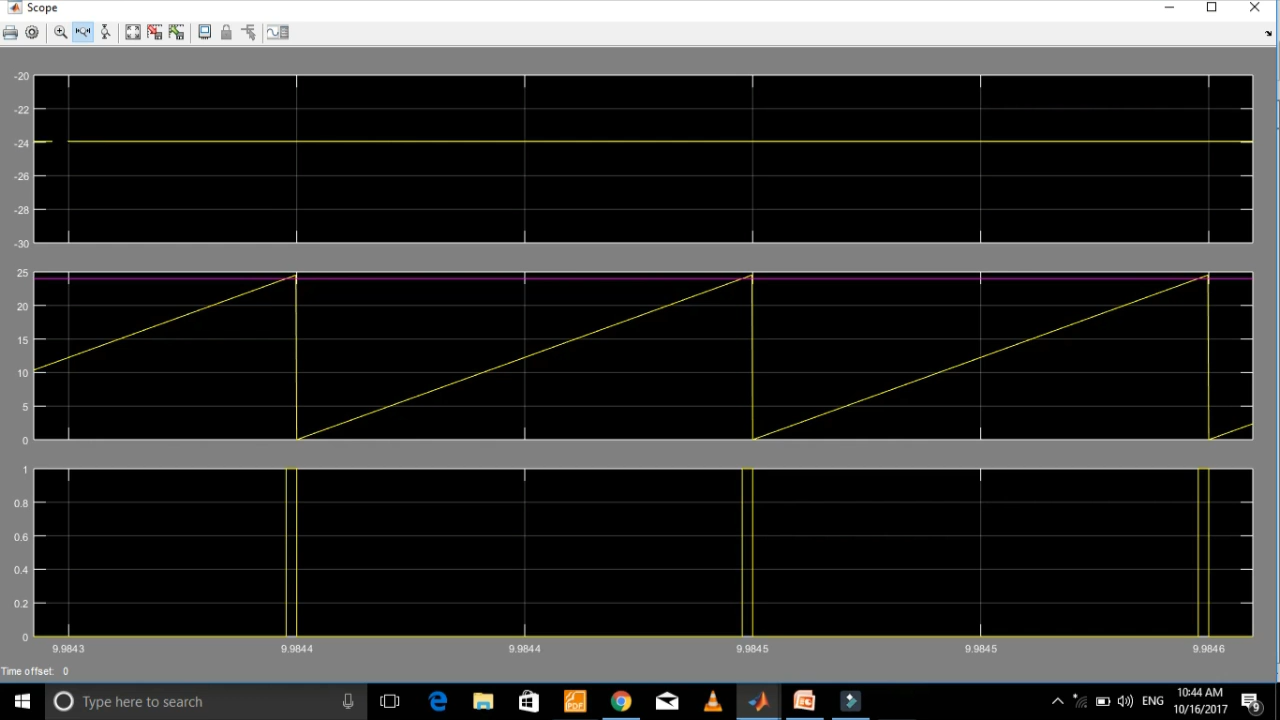 Scope
-20
-22
-24
-26
-28
-30
25
20
15
10
5
0
1
0.8
0.6
0.4
0.2
0
9.9843 9.9844 9.9844 9.9845 9.9845 9.9846
Time offset: 0
Type here to search
PDF
ENG
10:44 AM
10/16/2017
9